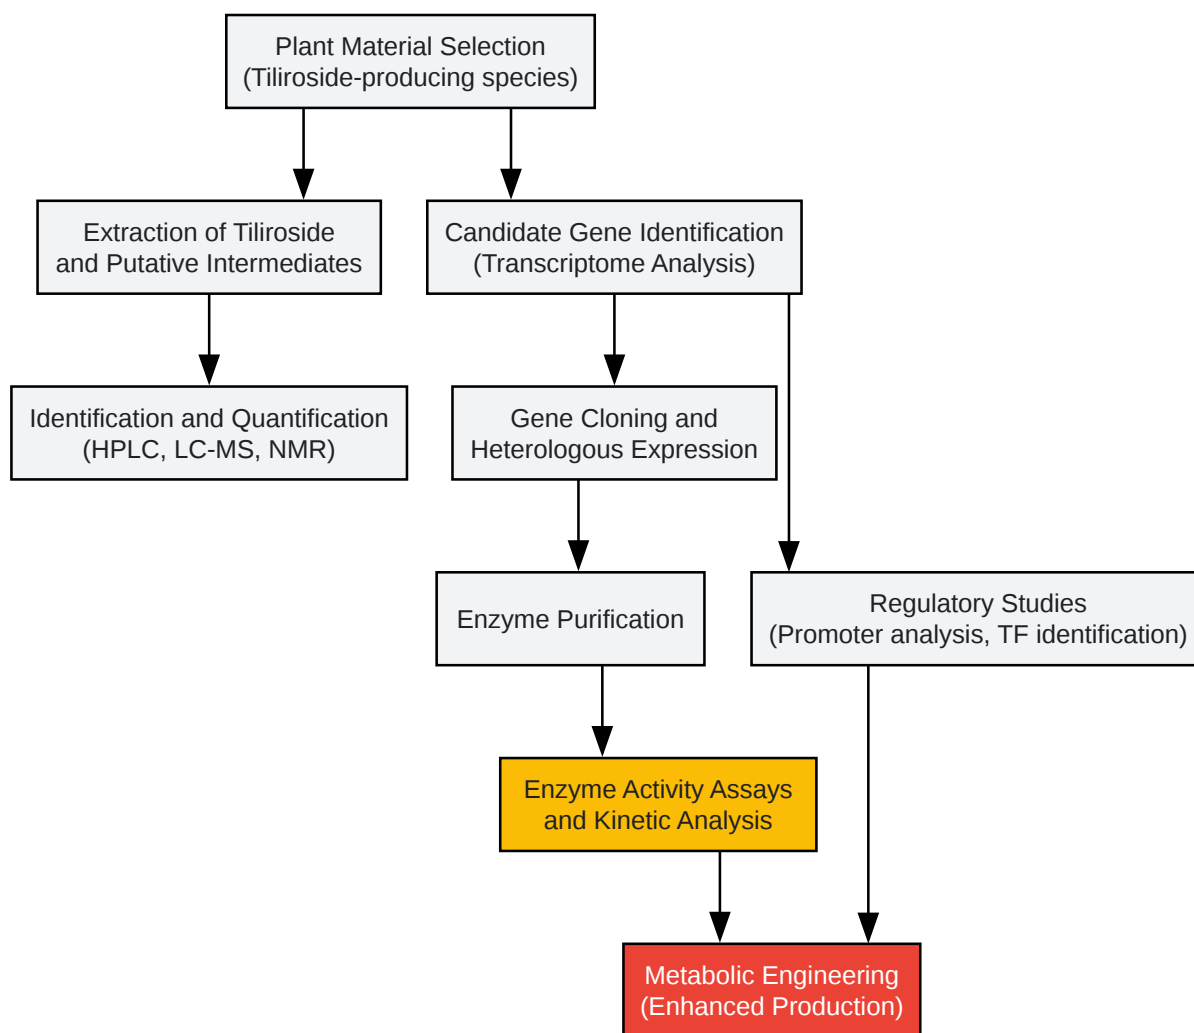 Plant Material Selection
(Tiliroside-producing species)
Extraction of Tiliroside
and Putative Intermediates
Candidate Gene Identification
(Transcriptome Analysis)
Identification and Quantification
(HPLC, LC-MS, NMR)
Gene Cloning and
Heterologous Expression
Enzyme Purification
Regulatory Studies
(Promoter analysis, TF identification)
Enzyme Activity Assays
and Kinetic Analysis
Metabolic Engineering
(Enhanced Production)